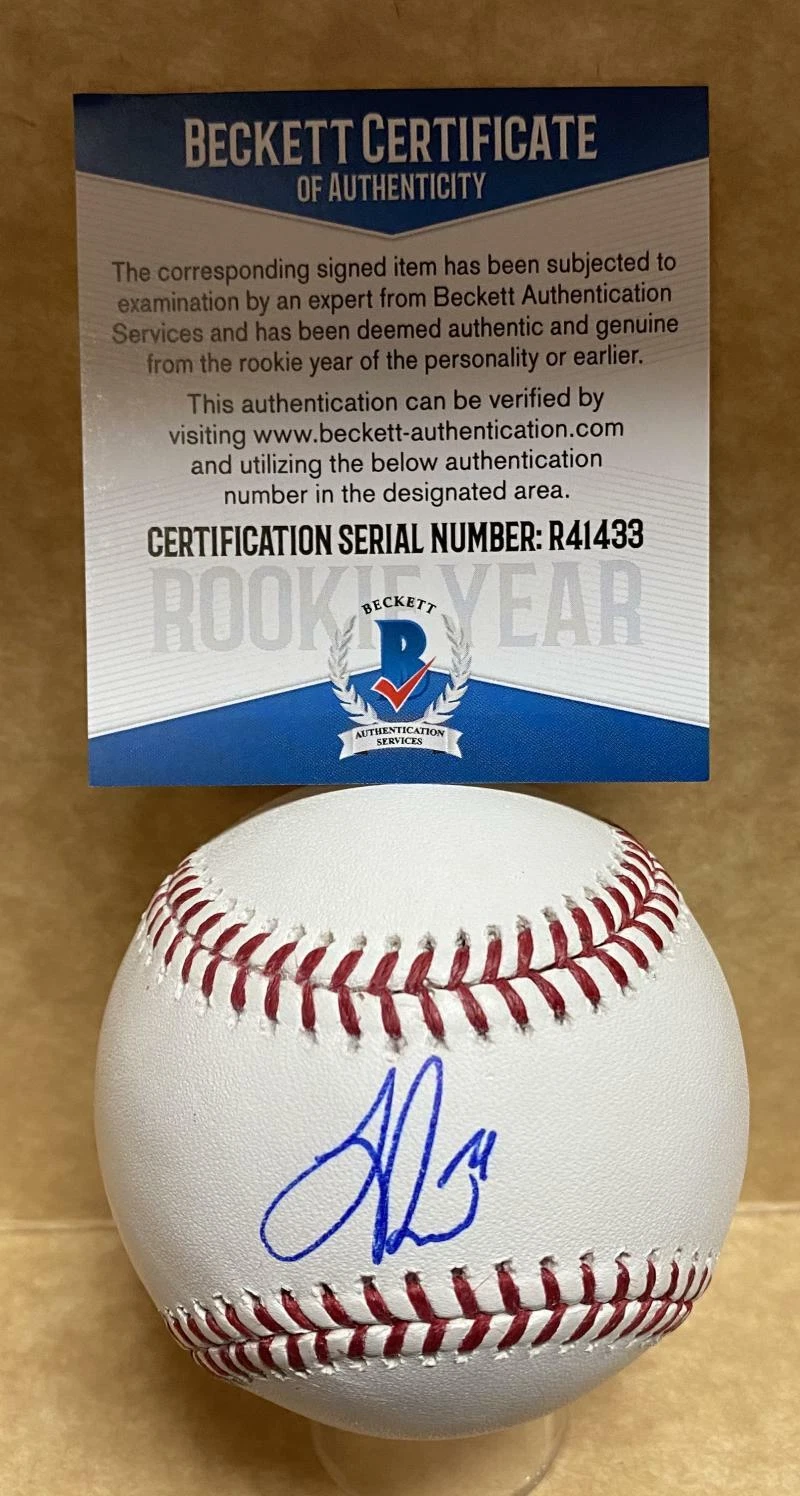 BECKETT CERTIFICATE
OF AUTHENTICITY
The corresponding signed item has been subjected to
examination by an expert from Beckett Authentication
Services and has been deemed authentic and genuine
from the rookie year of the personality or earlier.
This authentication can be verified by
visiting www.beckett-authentication.com
and utilizing the below authentication
number in the designated area.
CERTIFICATION SERIAL NUMBER: R41433
ROOKIE YEAR
BECKETT
B
AUTHENTICATION
SERVICES